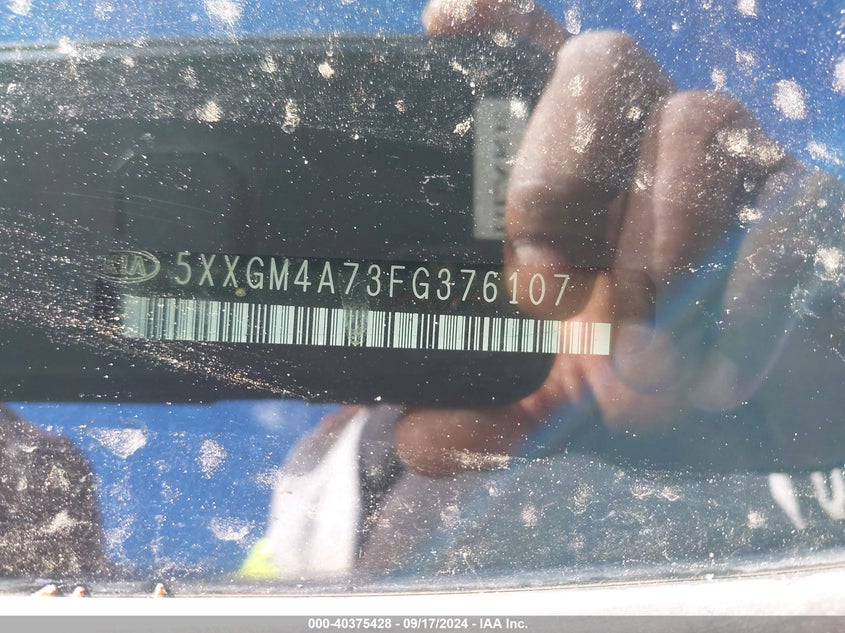 KIA 5XXGM4A73FG376107
000-40375428 - 09/17/2024 - IAA Inc.